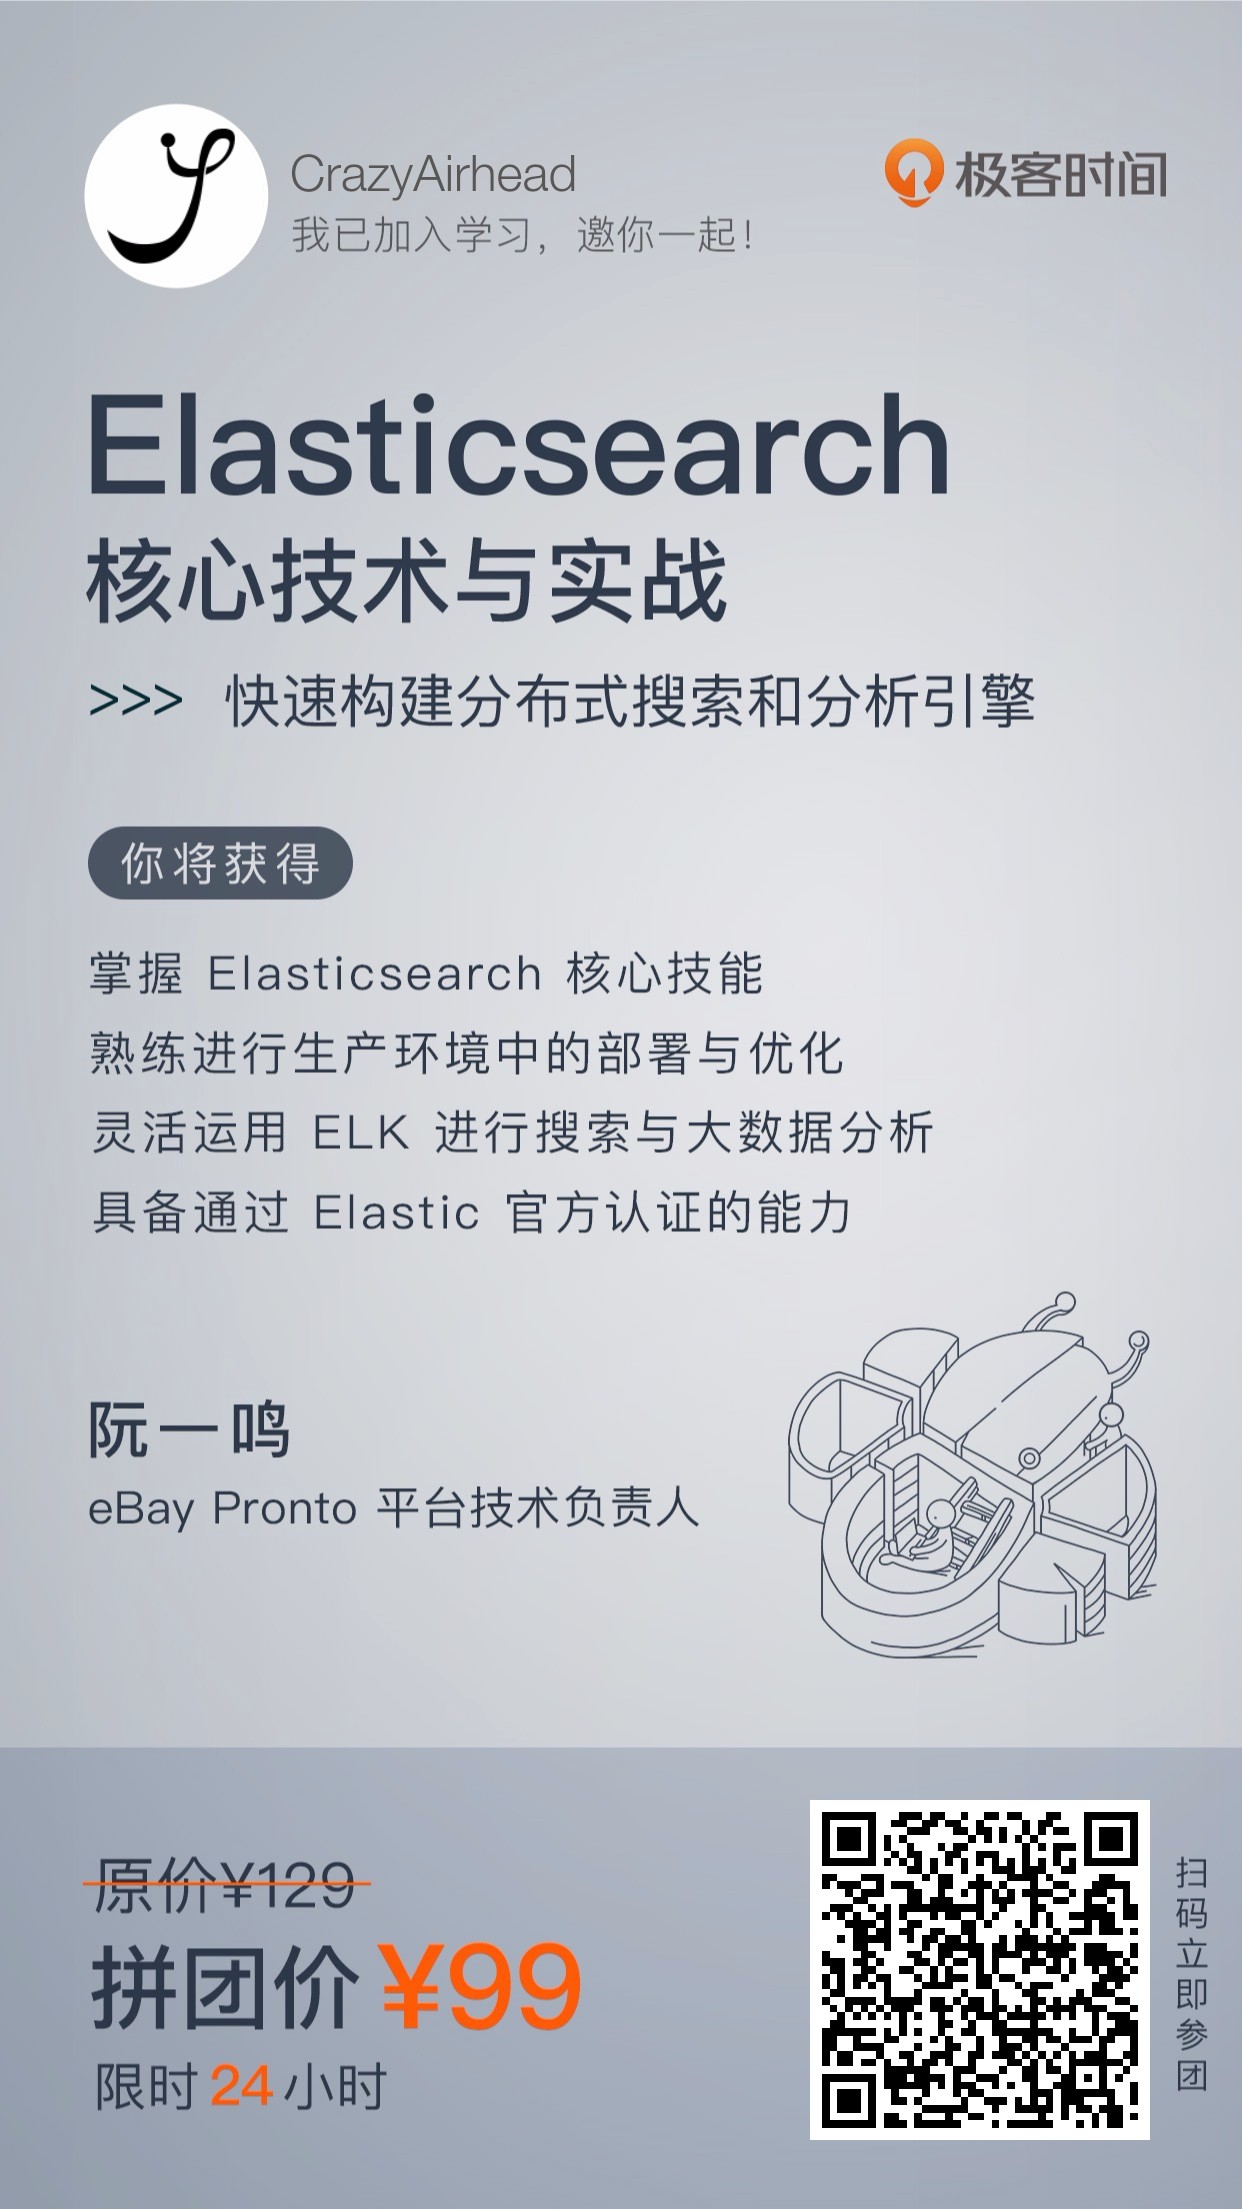 CrazyAirhead
我已加入学习，邀你一起！
极客时间
Elasticsearch
核心技术与实战
>>> 快速构建分布式搜索和分析引擎
你将获得
掌握 Elasticsearch 核心技能
熟练进行生产环境中的部署与优化
灵活运用 ELK 进行搜索与大数据分析
具备通过 Elastic 官方认证的能力
阮一鸣
eBay Pronto 平台技术负责人
原价¥129
拼团价 ¥99
限时 24 小时
扫码立即参团